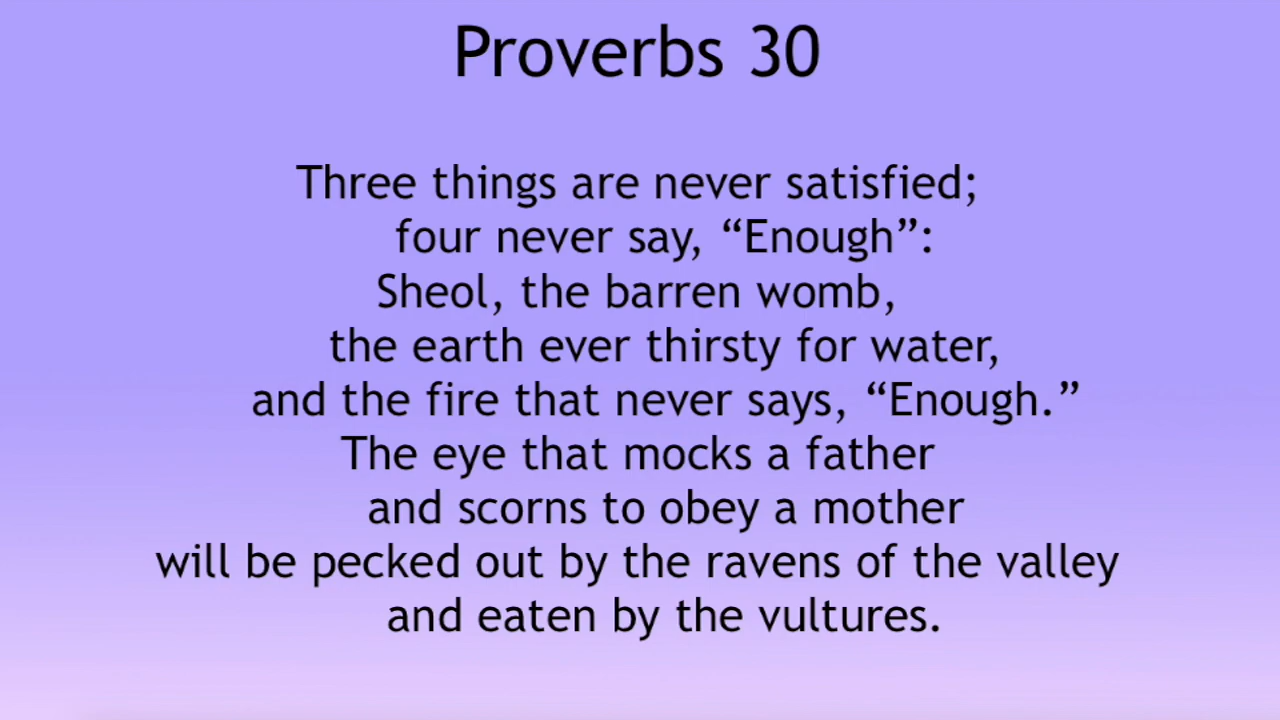 Proverbs 30
Three things are never satisfied;
four never say, “Enough”:
Sheol, the barren womb,
the earth ever thirsty for water,
and the fire that never says, “Enough.”
The eye that mocks a father
and scorns to obey a mother
will be pecked out by the ravens of the valley
and eaten by the vultures.